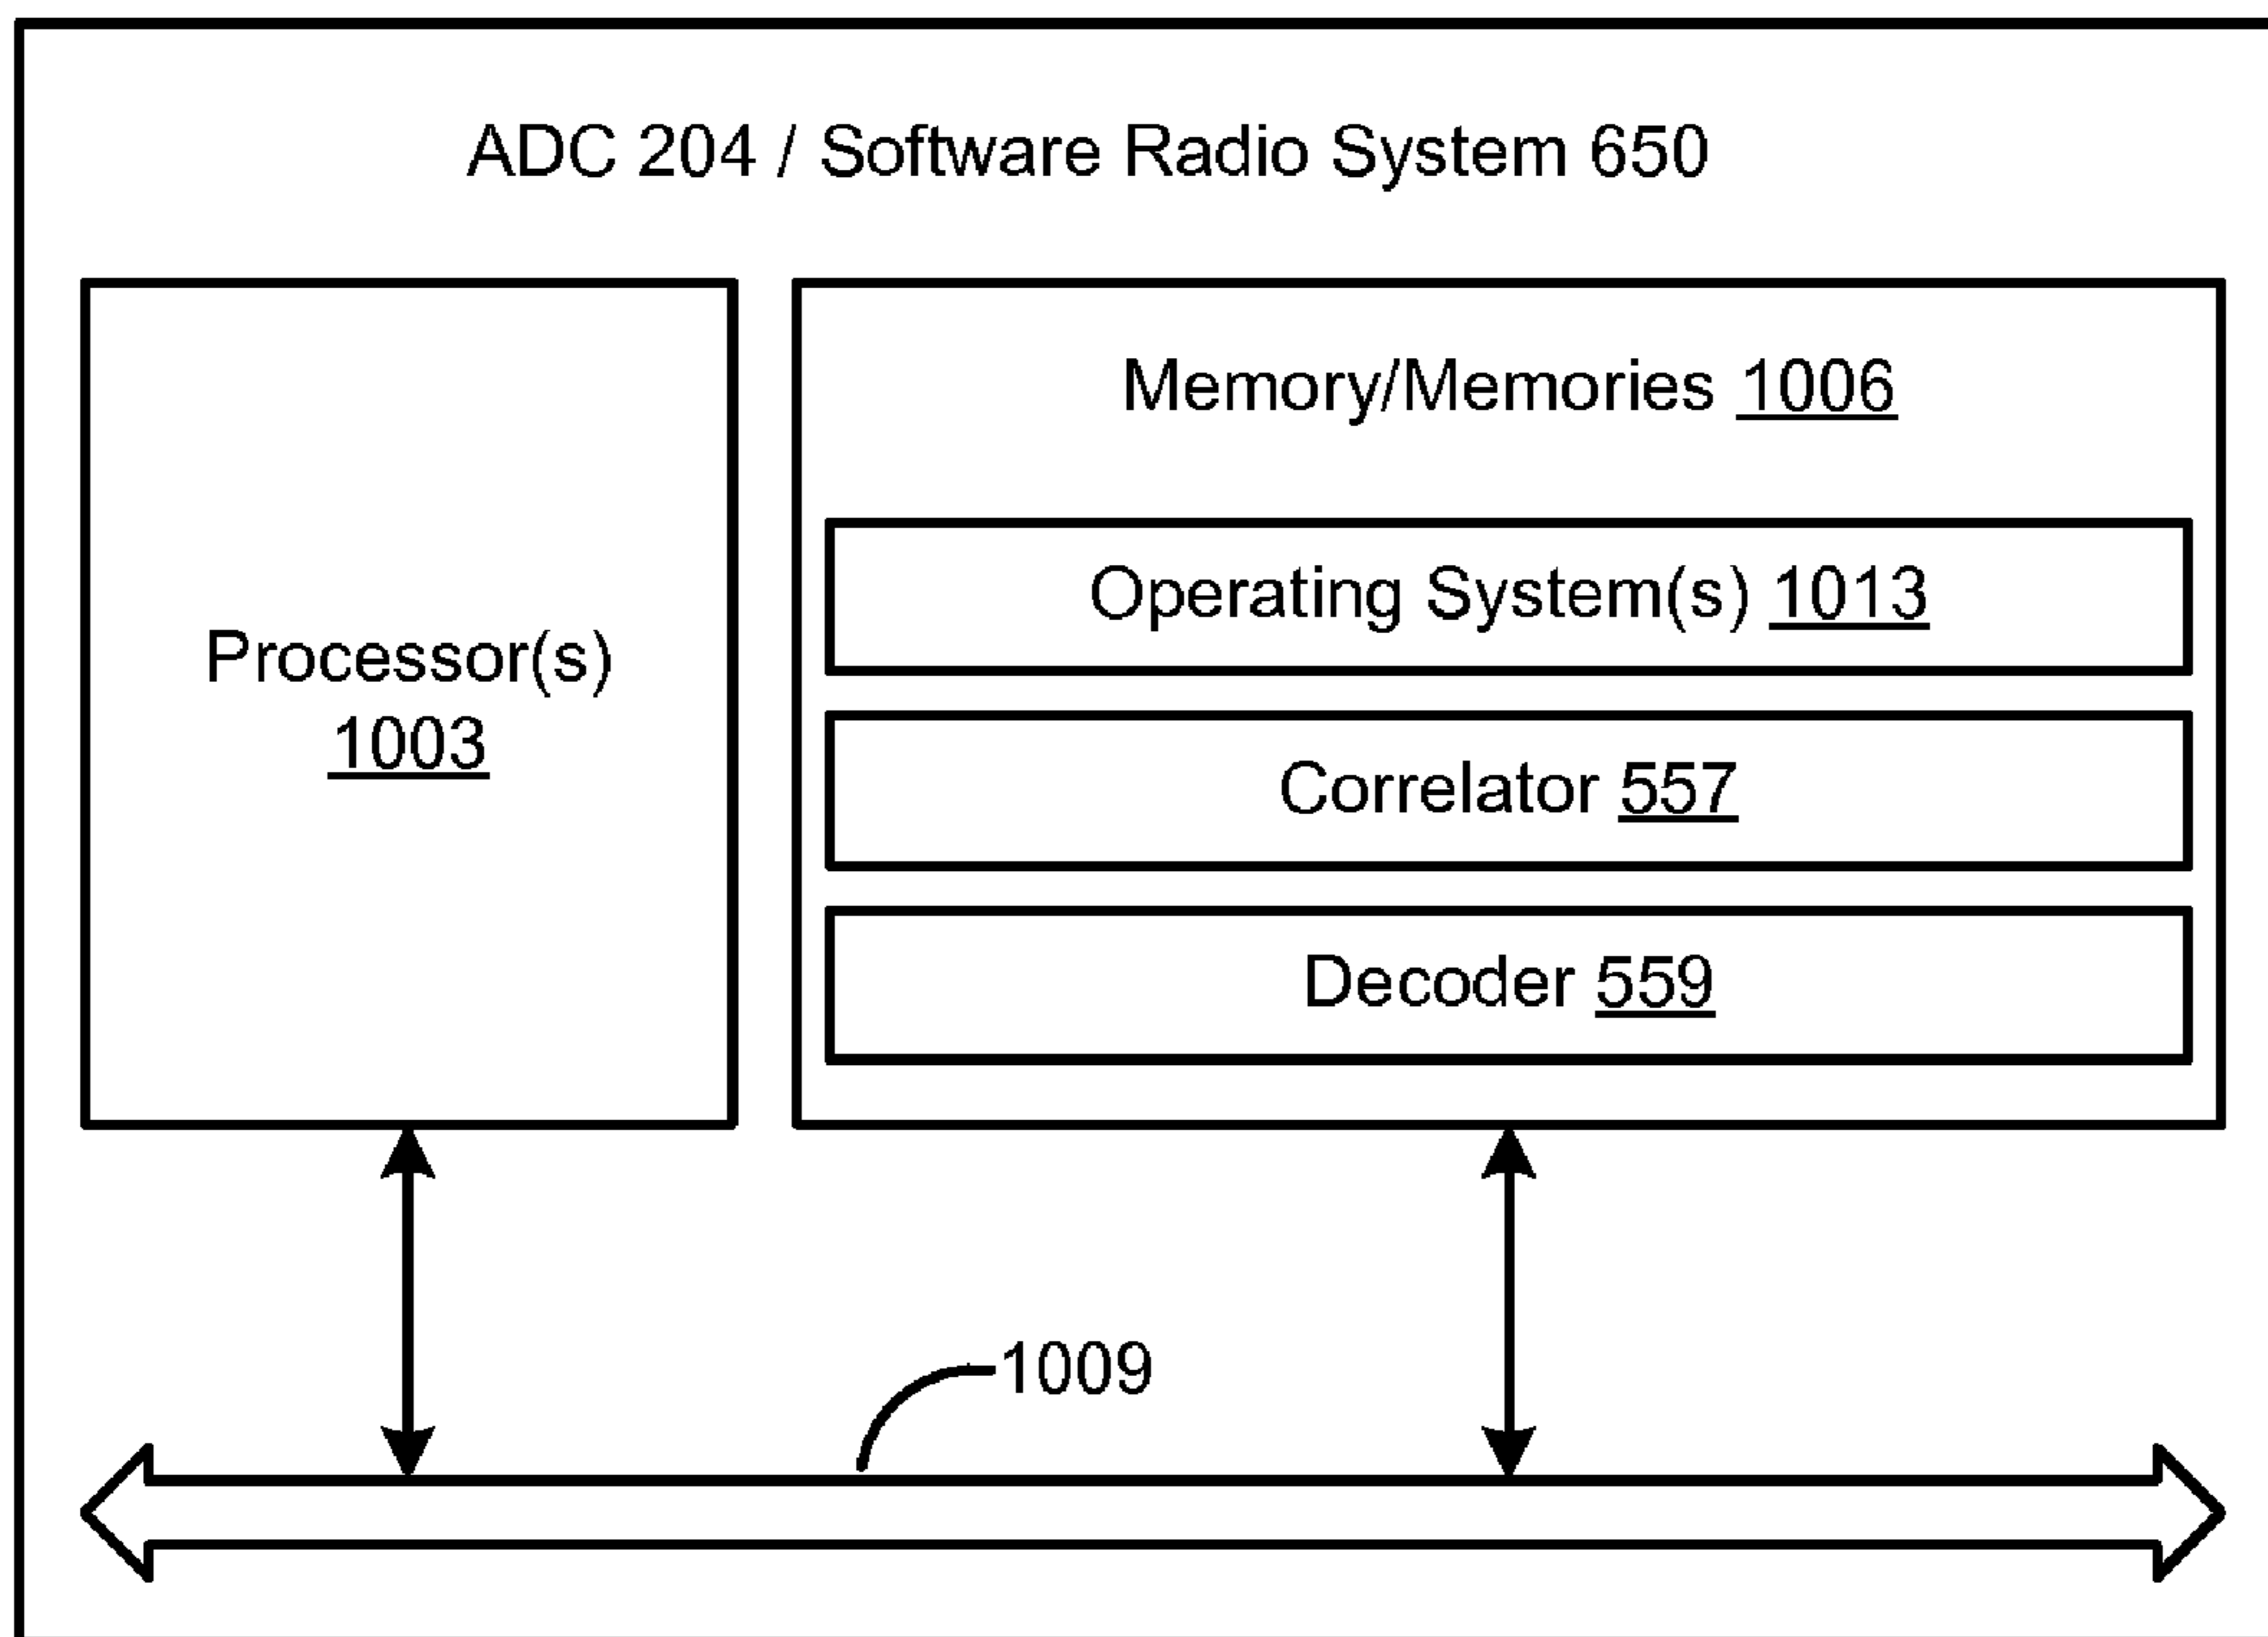 ADC 204 / Software Radio System 650
Processor(s)
1003
Memory/Memories 1006
Operating System(s) 1013
Correlator 557
Decoder 559
1009